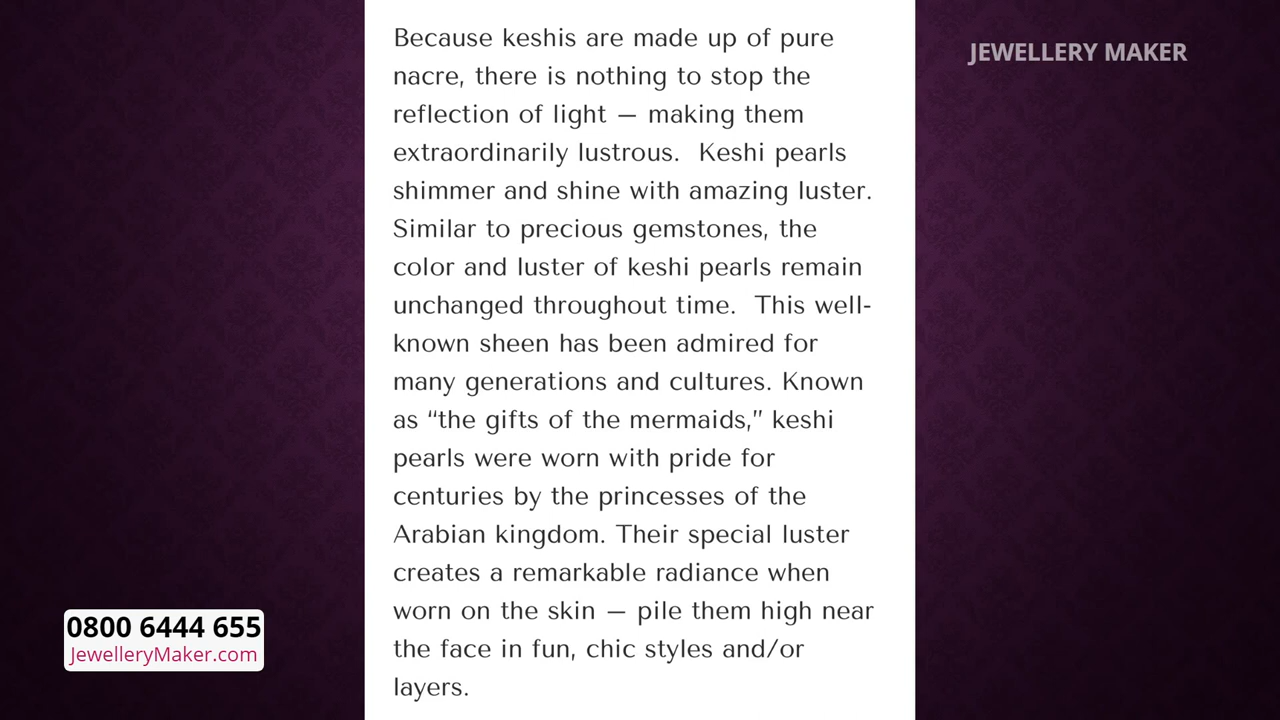 Because keshis are made up of pure
nacre, there is nothing to stop the
reflection of light – making them
extraordinarily lustrous.  Keshi pearls
shimmer and shine with amazing luster.
Similar to precious gemstones, the
color and luster of keshi pearls remain
unchanged throughout time.  This well-
known sheen has been admired for
many generations and cultures. Known
as “the gifts of the mermaids,” keshi
pearls were worn with pride for
centuries by the princesses of the
Arabian kingdom. Their special luster
creates a remarkable radiance when
worn on the skin – pile them high near
the face in fun, chic styles and/or
layers.
JEWELLERY MAKER
0800 6444 655
JewelleryMaker.com